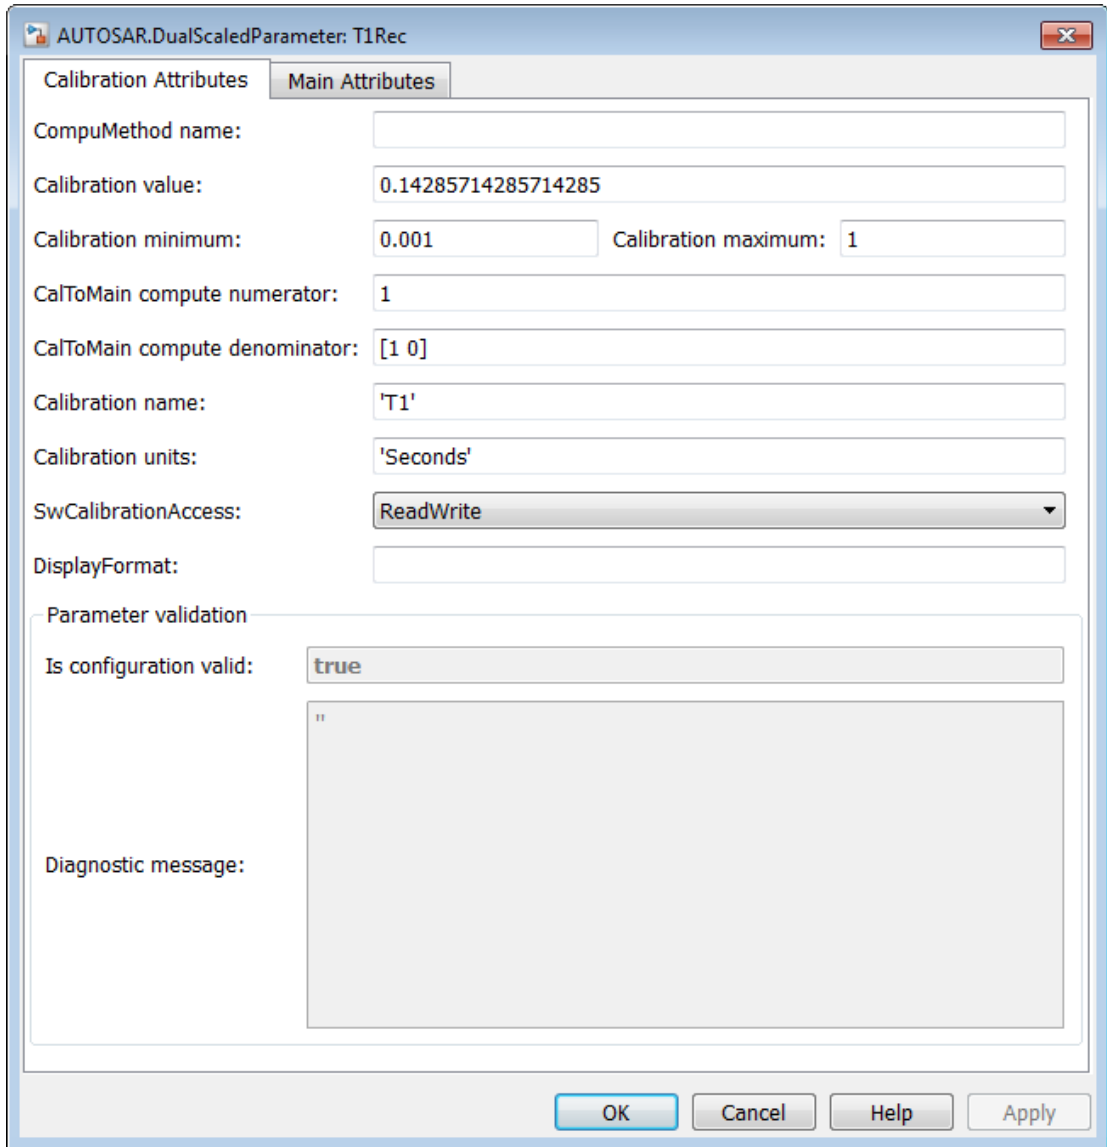 AUTOSAR.DualScaledParameter: T1Rec
Calibration Attributes Main Attributes
CompuMethod name:
Calibration value: 0.14285714285714285
Calibration minimum: 0.001 Calibration maximum: 1
CalToMain compute numerator: 1
CalToMain compute denominator: [1 0]
Calibration name: 'T1'
Calibration units: 'Seconds'
SwCalibrationAccess: ReadWrite
DisplayFormat:
Parameter validation
Is configuration valid: true
''
Diagnostic message:
OK Cancel Help Apply